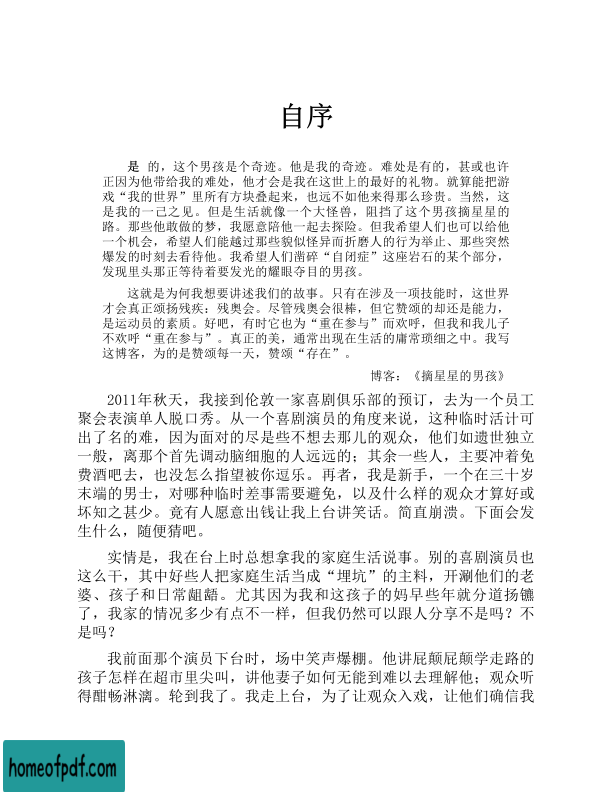 自序
是 的，这个男孩是个奇迹。他是我的奇迹。难处是有的，甚或也许
正因为他带给我的难处，他才会是我在这世上的最好的礼物。就算能把游
戏“我的世界”里所有方块叠起来，也远不如他来得那么珍贵。当然，这
是我的一己之见。但是生活就像一个大怪兽，阻挡了这个男孩摘星星的
路。那些他敢做的梦，我愿意陪他一起去探险。但我希望人们也可以给他
一个机会，希望人们能越过那些貌似怪异而折磨人的行为举止、那些突然
爆发的时刻去看待他。我希望人们凿碎“自闭症”这座岩石的某个部分，
发现里头那正等待着要发光的耀眼夺目的男孩。
这就是为何我想要讲述我们的故事。只有在涉及一项技能时，这世界
才会真正颂扬残疾：残奥会。尽管残奥会很棒，但它赞颂的却还是能力，
是运动员的素质。好吧，有时它也为“重在参与”而欢呼，但我和我儿子
不欢呼“重在参与”。真正的美，通常出现在生活的庸常琐细之中。我写
这博客，为的是赞颂每一天，赞颂“存在”。
博客：《摘星星的男孩》
2011年秋天，我接到伦敦一家喜剧俱乐部的预订，去为一个员工
聚会表演单人脱口秀。从一个喜剧演员的角度来说，这种临时活计可
出了名的难，因为面对的尽是些不想去那儿的观众，他们如遗世独立
一般，离那个首先调动脑细胞的人远远的；其余一些人，主要冲着免
费酒吧去，也没怎么指望被你逗乐。再者，我是新手，一个在三十岁
末端的男士，对哪种临时差事需要避免，以及什么样的观众才算好或
坏知之甚少。竟有人愿意出钱让我上台讲笑话。简直崩溃。下面会发
生什么，随便猜吧。
实情是，我在台上时总想拿我的家庭生活说事。别的喜剧演员也
这么干，其中好些人把家庭生活当成“埋坑”的主料，开涮他们的老
婆、孩子和日常龃龉。尤其因为我和这孩子的妈早些年就分道扬镳
了，我家的情况多少有点不一样，但我仍然可以跟人分享不是吗？不
是吗？
我前面那个演员下台时，场中笑声爆棚。他讲屁颠屁颠学走路的
孩子怎样在超市里尖叫，讲他妻子如何无能到难以去理解他；观众听
得酣畅淋漓。轮到我了。我走上台，为了让观众入戏，让他们确信我
homeofpdf.com